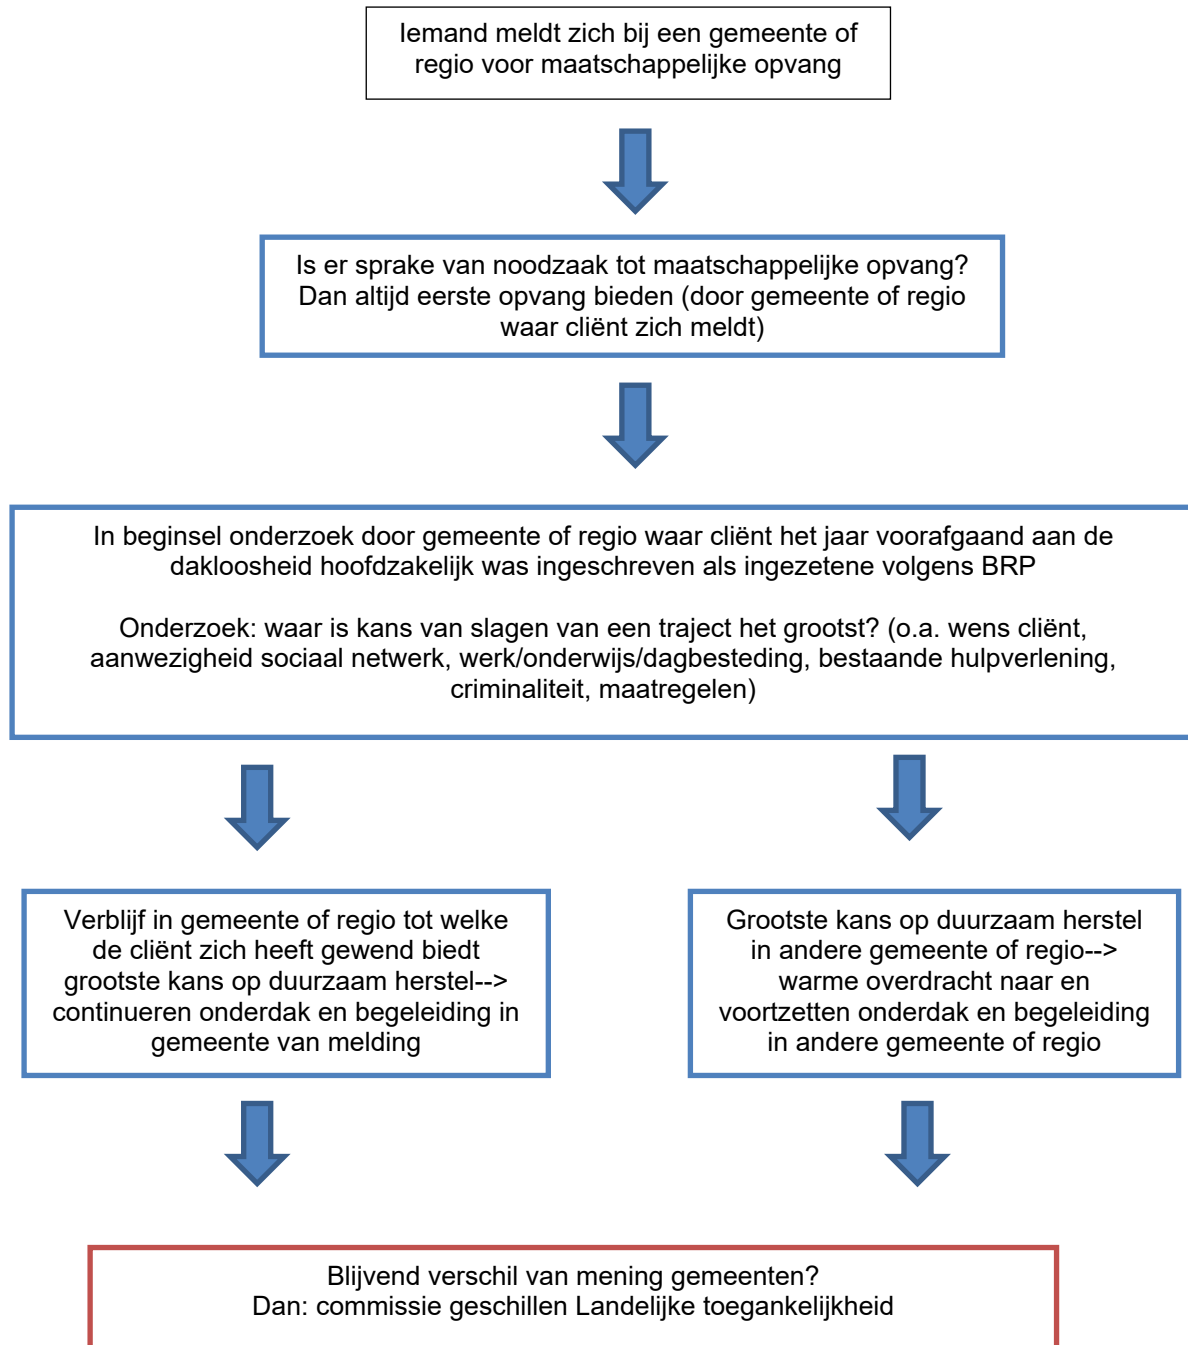 Iemand meldt zich bij een gemeente of
regio voor maatschappelijke opvang
Is er sprake van noodzaak tot maatschappelijke opvang?
Dan altijd eerste opvang bieden (door gemeente of regio
waar cliënt zich meldt)
In beginsel onderzoek door gemeente of regio waar cliënt het jaar voorafgaand aan de
dakloosheid hoofdzakelijk was ingeschreven als ingezetene volgens BRP
Onderzoek: waar is kans van slagen van een traject het grootst? (o.a. wens cliënt,
aanwezigheid sociaal netwerk, werk/onderwijs/dagbesteding, bestaande hulpverlening,
criminaliteit, maatregelen)
Verblijf in gemeente of regio tot welke
de cliënt zich heeft gewend biedt
grootste kans op duurzaam herstel-->
continueren onderdak en begeleiding in
gemeente van melding
Grootste kans op duurzaam herstel
in andere gemeente of regio-->
warme overdracht naar en
voortzetten onderdak en begeleiding
in andere gemeente of regio
Blijvend verschil van mening gemeenten?
Dan: commissie geschillen Landelijke toegankelijkheid